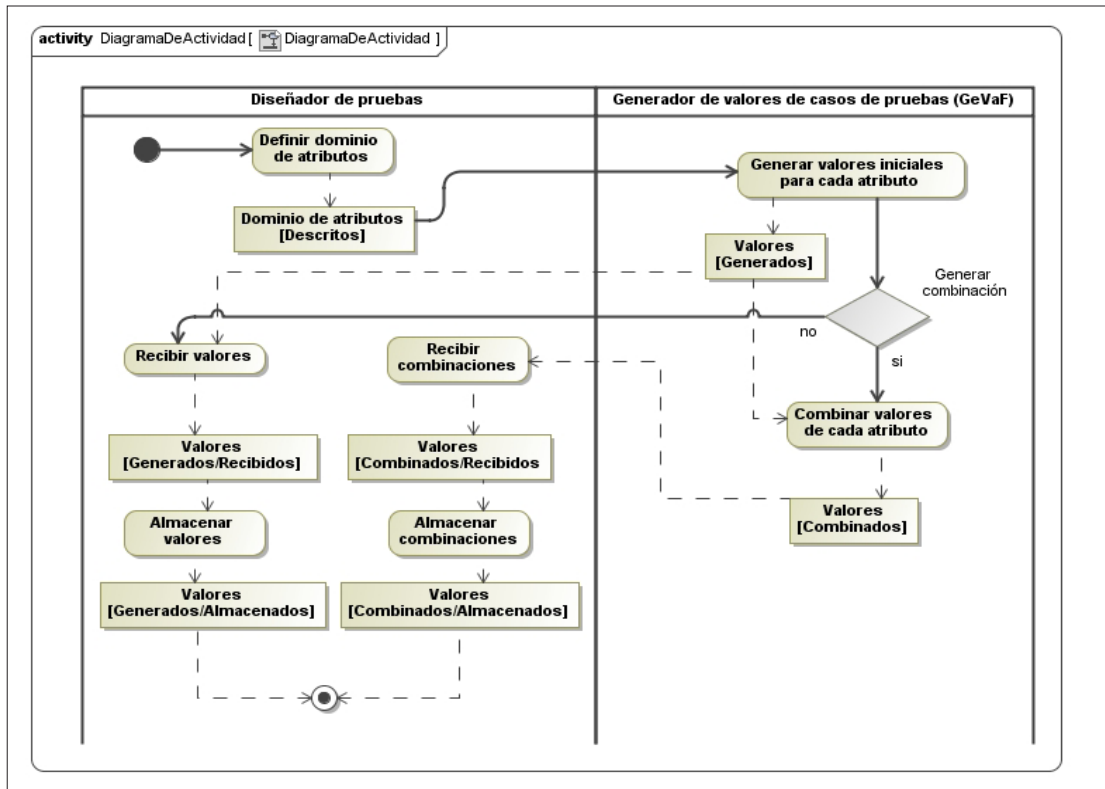 activity DiagramaDeActividad [ DiagramaDeActividad ]
Diseñador de pruebas
Generador de valores de casos de pruebas (GeVaF)
Definir dominio
de atributos
Generar valores iniciales
para cada atributo
Dominio de atributos
[Descritos]
Valores
[Generados]
Generar
combinación
no
si
Recibir valores
Recibir
combinaciones
Combinar valores
de cada atributo
Valores
[Generados/Recibidos]
Valores
[Combinados/Recibidos
Valores
[Combinados]
Almacenar
valores
Almacenar
combinaciones
Valores
[Generados/Almacenados]
Valores
[Combinados/Almacenados]